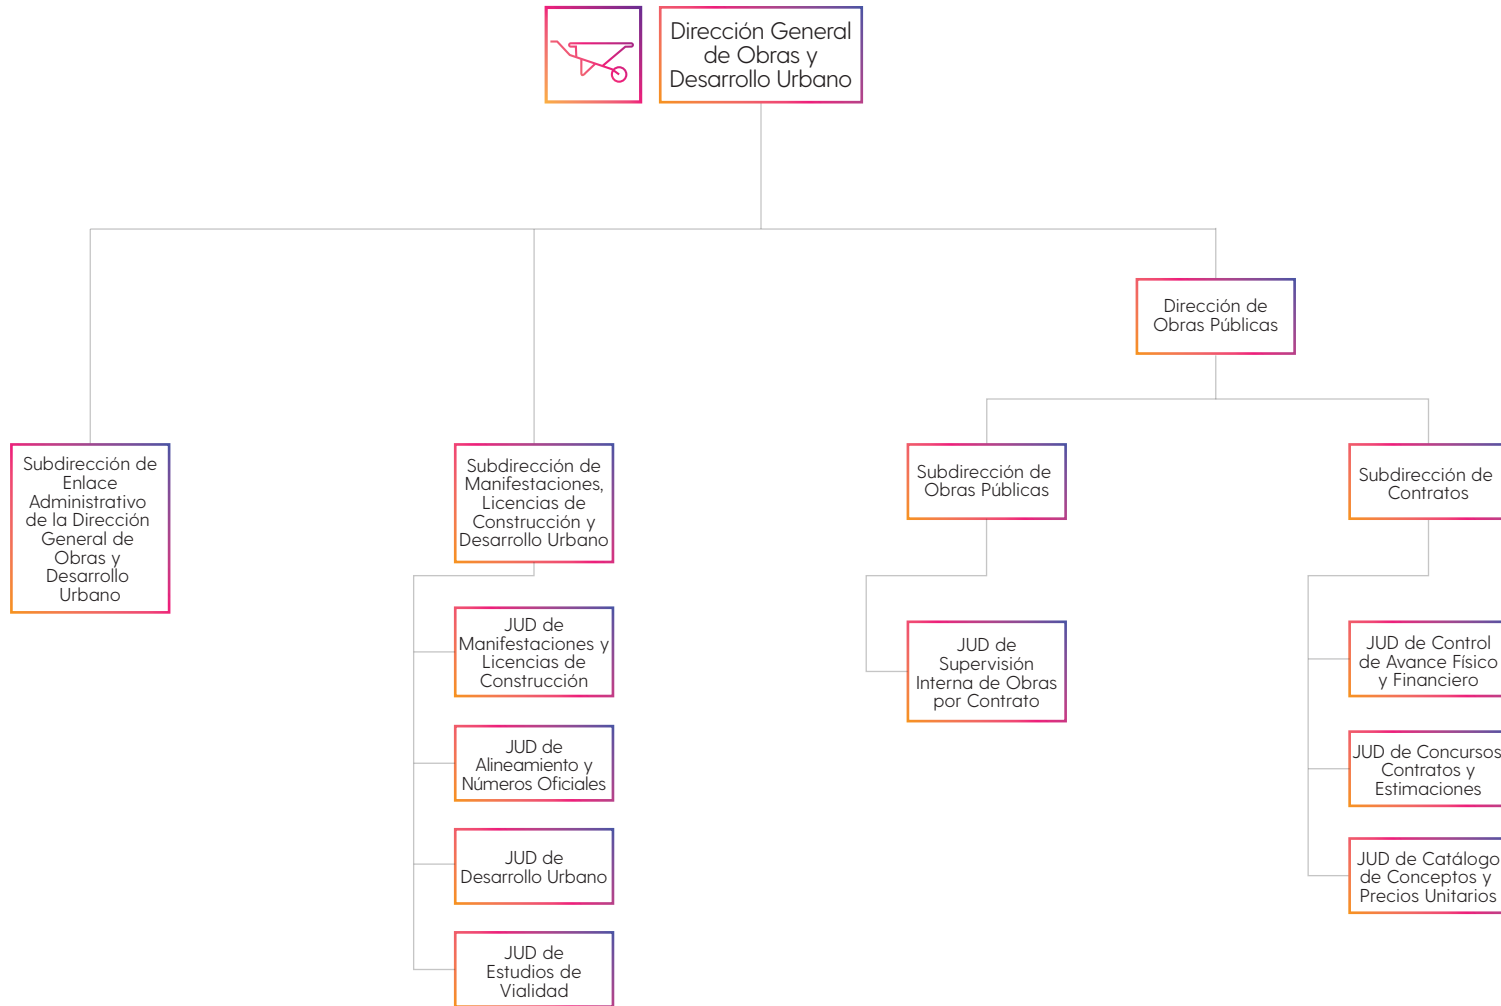 Dirección General
de Obras y
Desarrollo Urbano
Dirección de
Obras Públicas
Subdirección de
Enlace
Administrativo
de la Dirección
General de
Obras y
Desarrollo
Urbano
Subdirección de
Manifestaciones,
Licencias de
Construcción y
Desarrollo Urbano
Subdirección de
Obras Públicas
Subdirección de
Contratos
JUD de
Manifestaciones y
Licencias de
Construcción
JUD de
Alineamiento y
Números Oficiales
JUD de
Desarrollo Urbano
JUD de
Estudios de
Vialidad
JUD de
Supervisión
Interna de Obras
por Contrato
JUD de Control
de Avance Físico
y Financiero
JUD de Concursos
Contratos y
Estimaciones
JUD de Catálogo
de Conceptos y
Precios Unitarios